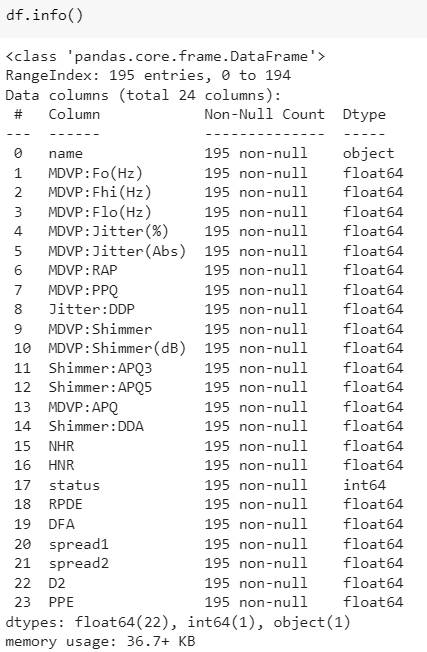 df.info()
<class 'pandas.core.frame.DataFrame'>
RangeIndex: 195 entries, 0 to 194
Data columns (total 24 columns):
 #   Column            Non-Null Count  Dtype
---  ------            --------------  -----
 0   name              195 non-null    object
 1   MDVP:Fo(Hz)       195 non-null    float64
 2   MDVP:Fhi(Hz)      195 non-null    float64
 3   MDVP:Flo(Hz)      195 non-null    float64
 4   MDVP:Jitter(%)    195 non-null    float64
 5   MDVP:Jitter(Abs)  195 non-null    float64
 6   MDVP:RAP          195 non-null    float64
 7   MDVP:PPQ          195 non-null    float64
 8   Jitter:DDP        195 non-null    float64
 9   MDVP:Shimmer      195 non-null    float64
 10  MDVP:Shimmer(dB)  195 non-null    float64
 11  Shimmer:APQ3      195 non-null    float64
 12  Shimmer:APQ5      195 non-null    float64
 13  MDVP:APQ          195 non-null    float64
 14  Shimmer:DDA       195 non-null    float64
 15  NHR               195 non-null    float64
 16  HNR               195 non-null    float64
 17  status            195 non-null    int64
 18  RPDE              195 non-null    float64
 19  DFA               195 non-null    float64
 20  spread1           195 non-null    float64
 21  spread2           195 non-null    float64
 22  D2                195 non-null    float64
 23  PPE               195 non-null    float64
dtypes: float64(22), int64(1), object(1)
memory usage: 36.7+ KB